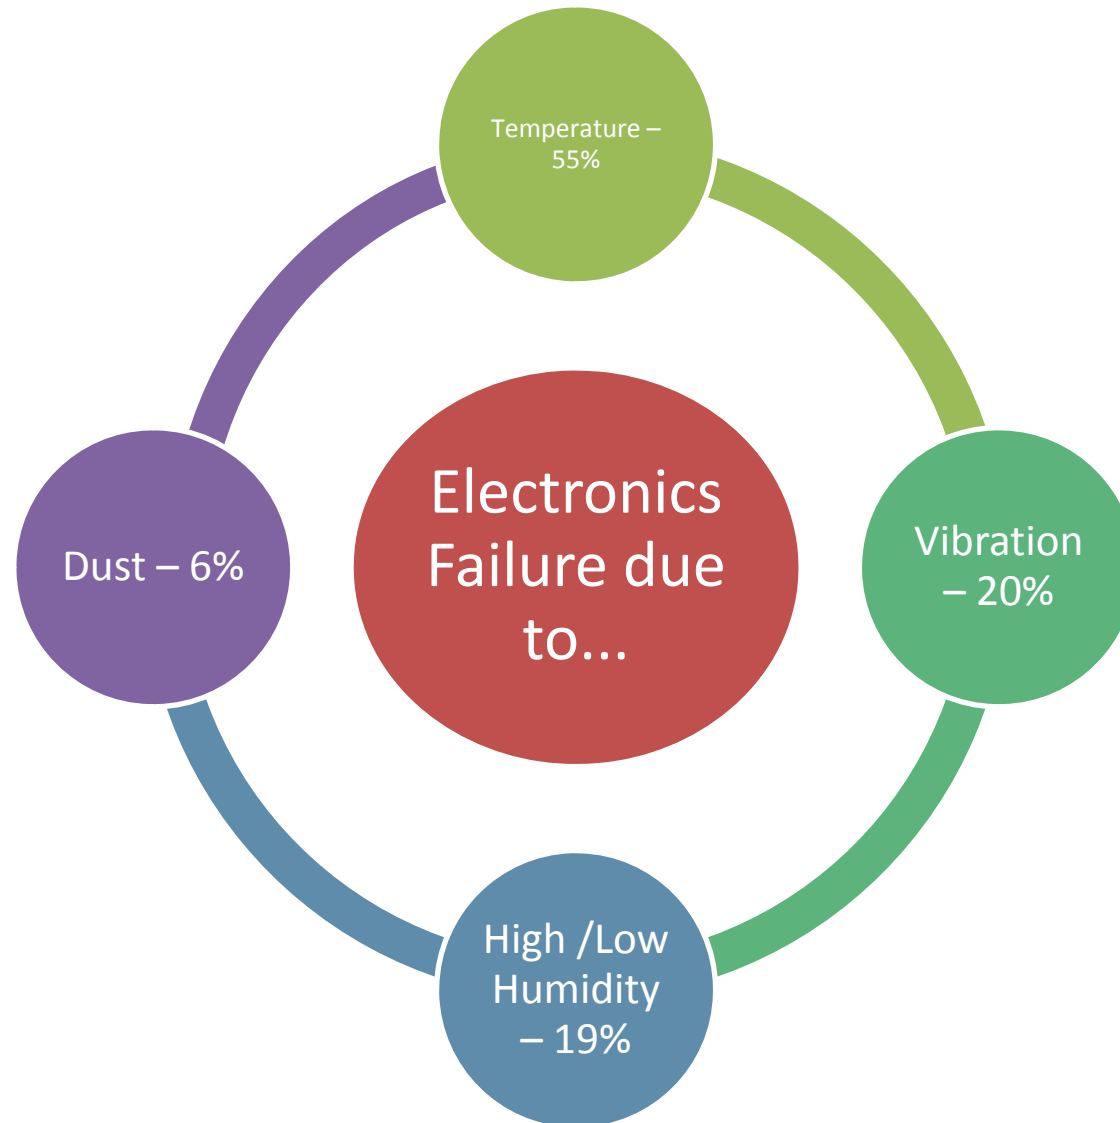 Temperature –
55%
Electronics
Failure due
to...
Vibration
– 20%
Dust – 6%
High /Low
Humidity
– 19%